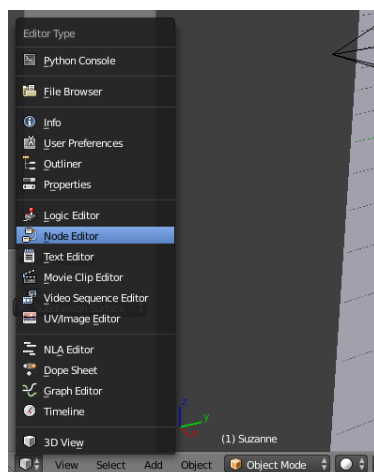 Editor Type
Python Console
File Browser
Info
User Preferences
Outliner
Properties
Logic Editor
Node Editor
Text Editor
Movie Clip Editor
Video Sequence Editor
UV/Image Editor
NLA Editor
Dope Sheet
Graph Editor
Timeline
3D View
z
y
(1) Suzanne
View Select Add Object Object Mode